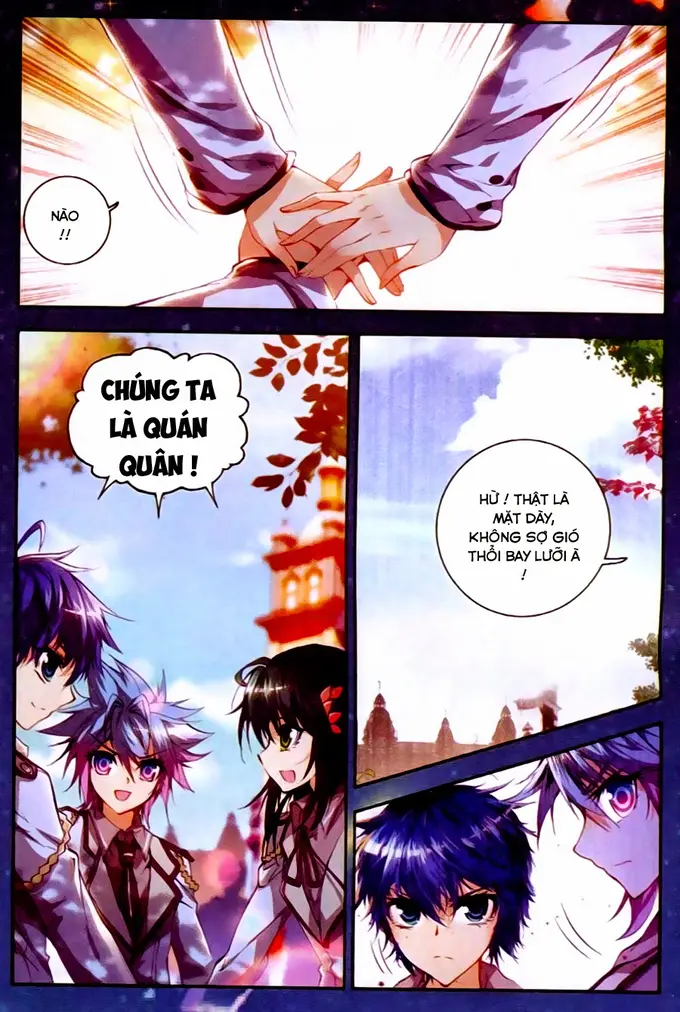 NÀO
!!
CHÚNG TA
LÀ QUÁN
QUÂN !
HỪ ! THẬT LÀ
MẶT DÀY,
KHÔNG SỢ GIÓ
THỔI BAY LƯỠI À
!